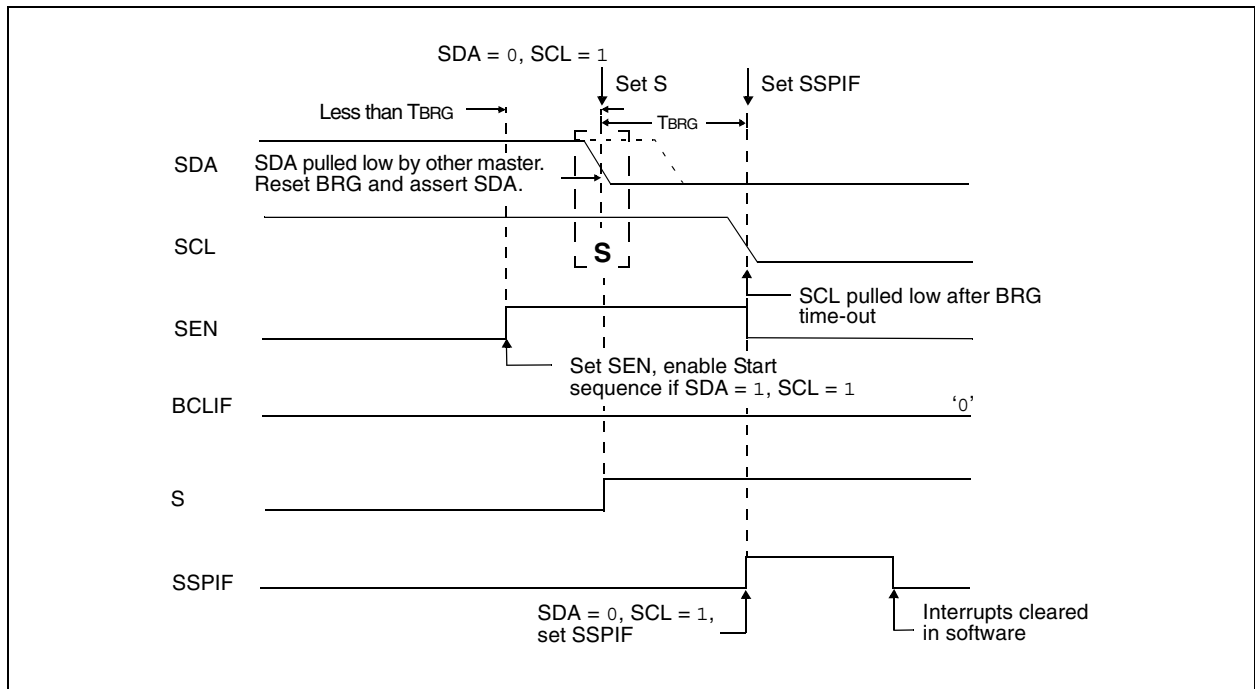 SDA = 0, SCL = 1
Set S
Set SSPIF
Less than TBRG
TBRG
SDA
SDA pulled low by other master.
Reset BRG and assert SDA.
SCL
S
SCL pulled low after BRG
time-out
SEN
Set SEN, enable Start
sequence if SDA = 1, SCL = 1
BCLIF
‘0’
S
SSPIF
SDA = 0, SCL = 1,
set SSPIF
Interrupts cleared
in software